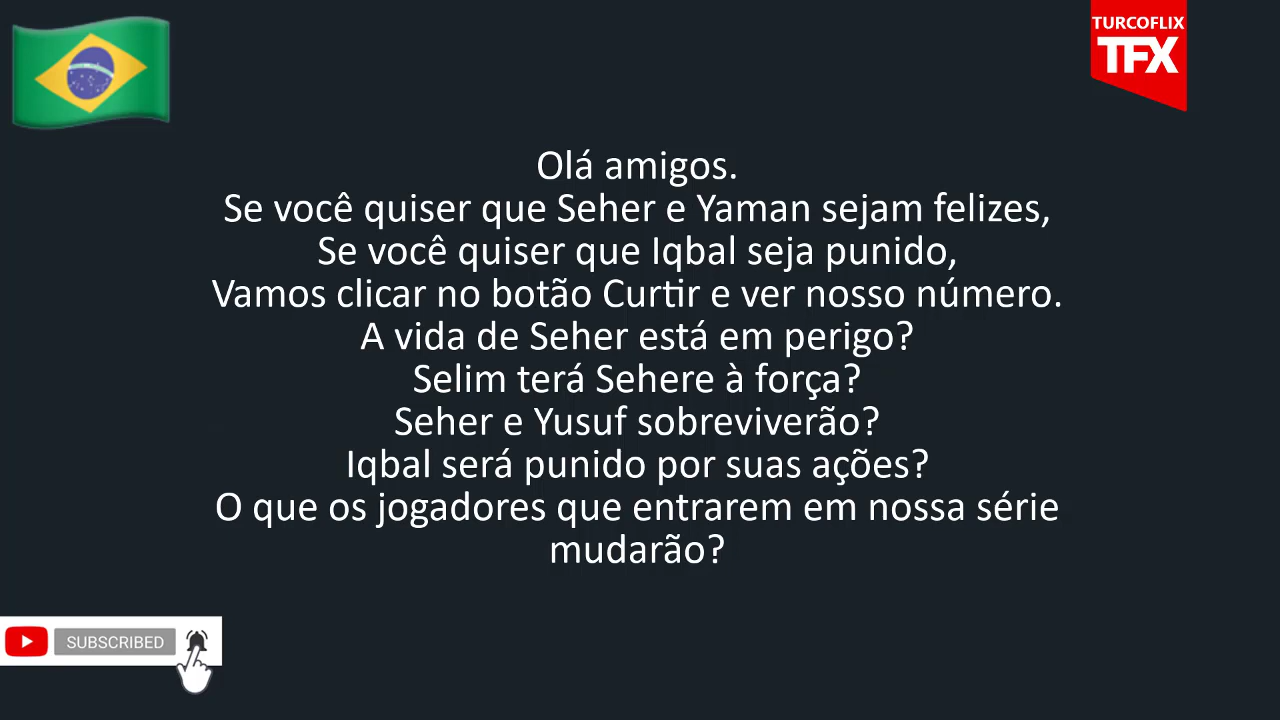 TURCOFLIX
TFX
Olá amigos.
Se você quiser que Seher e Yaman sejam felizes,
Se você quiser que Iqbal seja punido,
Vamos clicar no botão Curtir e ver nosso número.
A vida de Seher está em perigo?
Selim terá Sehere à força?
Seher e Yusuf sobreviverão?
Iqbal será punido por suas ações?
O que os jogadores que entrarem em nossa série
mudarão?
SUBSCRIBED